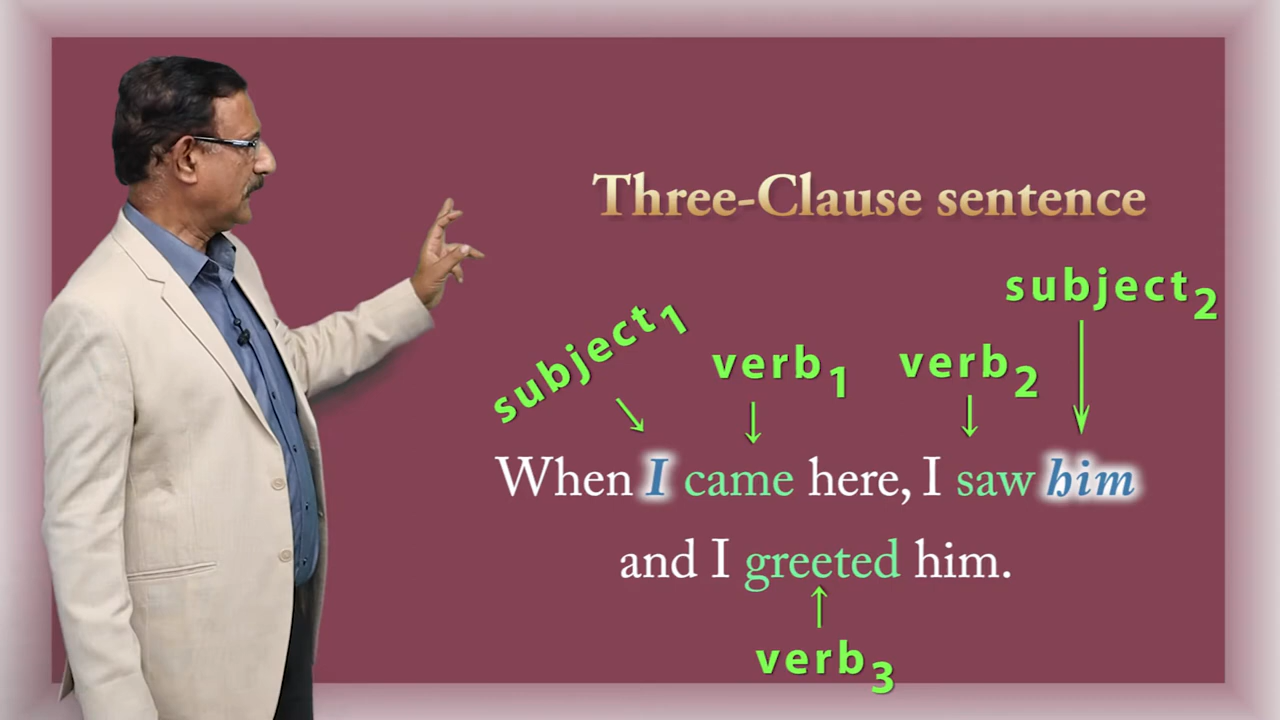 Three-Clause sentence
subject2
subject1 verb1 verb2
When I came here, I saw him
and I greeted him.
verb3